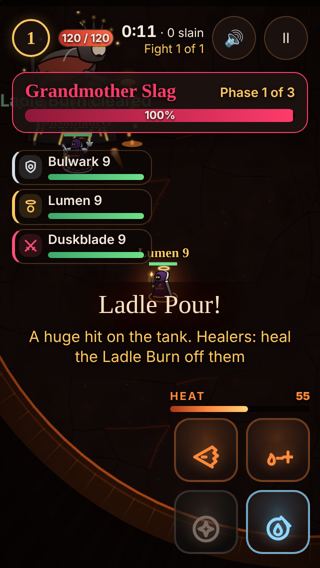 1
120 / 120
0:11 · 0 slain
Fight 1 of 1
Grandmother Slag
Phase 1 of 3
100%
Bulwark 9
Lumen 9
Duskblade 9
Lumen 9
Ladle Pour!
A huge hit on the tank. Healers: heal
the Ladle Burn off them
HEAT
55